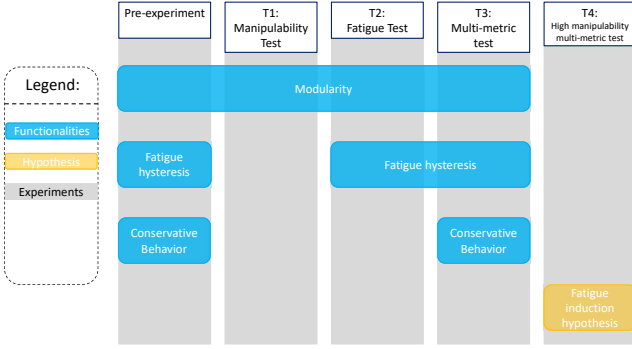 Pre-experiment
T1:
Manipulability
Test
T2:
Fatigue Test
T3:
Multi-metric
test
T4:
High manipulability
multi-metric test
Legend:
Functionalities
Hypothesis
Experiments
Modularity
Fatigue
hysteresis
Fatigue hysteresis
Conservative
Behavior
Conservative
Behavior
Fatigue
induction
hypothesis